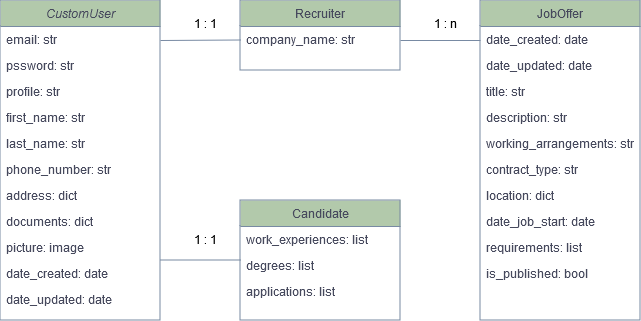 CustomUser
email: str
pssword: str
profile: str
first_name: str
last_name: str
phone_number: str
address: dict
documents: dict
picture: image
date_created: date
date_updated: date
1 : 1
Recruiter
company_name: str
1 : n
JobOffer
date_created: date
date_updated: date
title: str
description: str
working_arrangements: str
contract_type: str
location: dict
date_job_start: date
requirements: list
is_published: bool
1 : 1
Candidate
work_experiences: list
degrees: list
applications: list